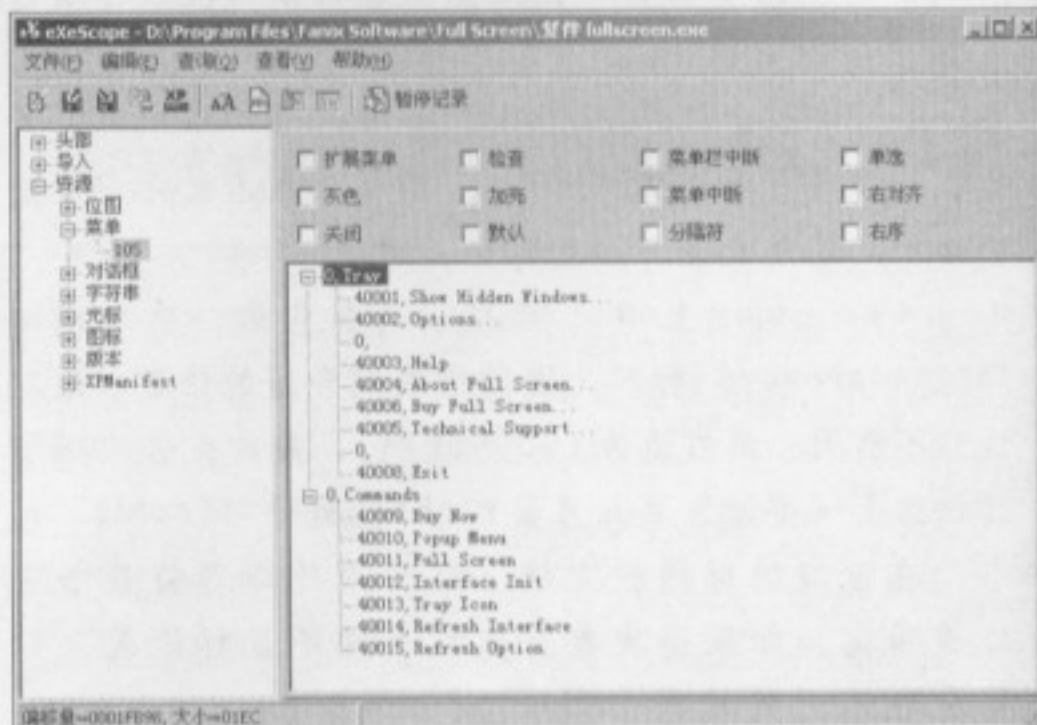 eXeScope - D:\Program Files\Fanix Software\Full Screen\复件 fullscreen.exe
文件(F) 编辑(E) 查询(Q) 查看(V) 帮助(H)
暂停记录
头部
导入
资源
位图
菜单
105
对话框
字符串
光标
图标
版本
XPManifest
扩展菜单 检查 菜单栏中断 单选
灰色 加亮 菜单中断 右对齐
关闭 默认 分隔符 右序
0,Tray
40001,Show Hidden Windows...
40002,Options...
0,
40003,Help
40004,About Full Screen...
40006,Buy Full Screen...
40005,Technical Support...
0,
40008,Exit
0,Commands
40009,Buy Now
40010,Popup Menu
40011,Full Screen
40012,Interface Init
40013,Tray Icon
40014,Refresh Interface
40015,Refresh Option
偏移量=0001FB98, 大小=01EC